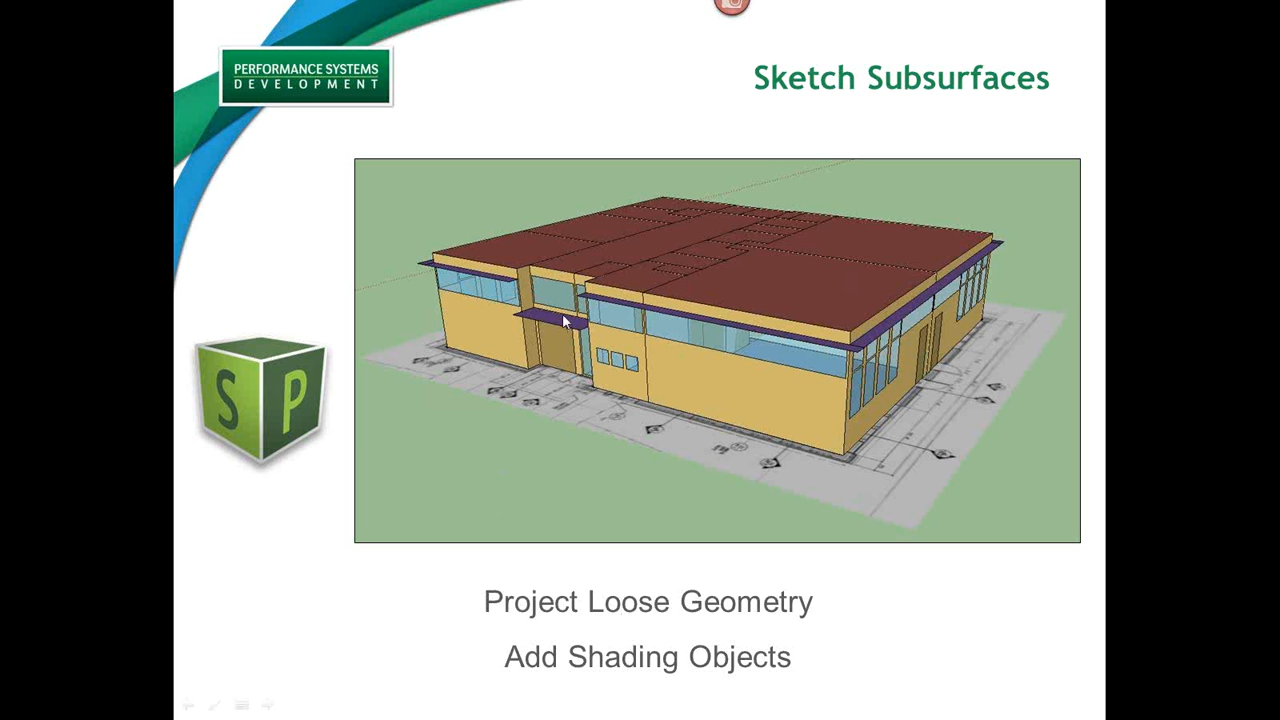 PERFORMANCE SYSTEMS
DEVELOPMENT
Sketch Subsurfaces
S P
Project Loose Geometry
Add Shading Objects